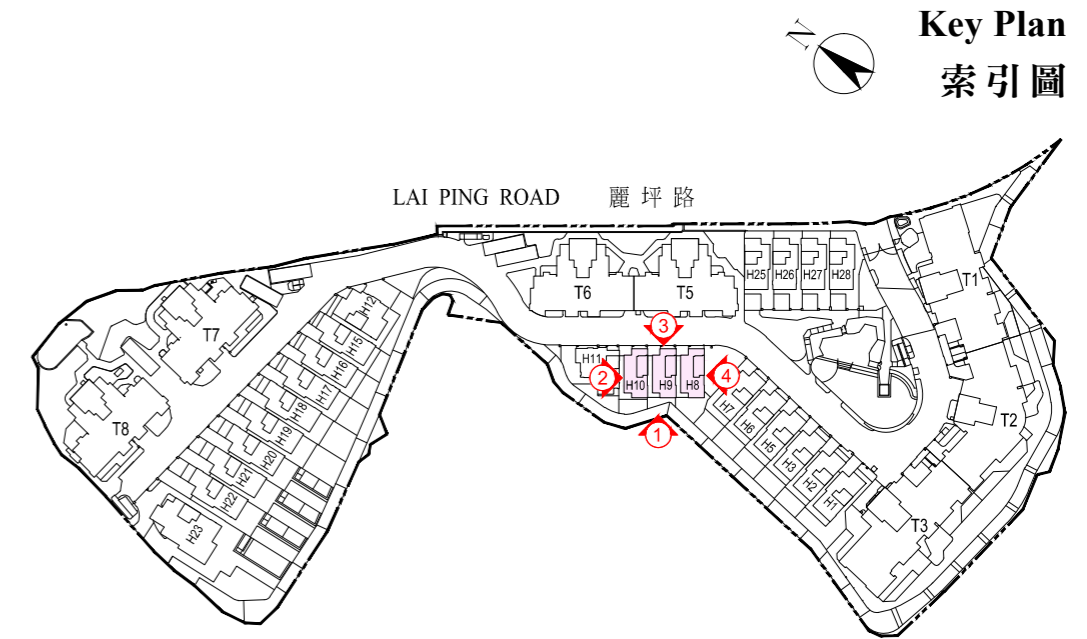 N
Key Plan
索引圖
LAI PING ROAD 麗坪路
T6
T5
H25
H26
H27
H28
T1
T7
H12
H15
H16
H17
H18
H19
H20
H21
H22
H23
T8
3
H11
2
H10
H9
H8
4
1
H7
H6
H5
H3
H2
H1
T2
T3